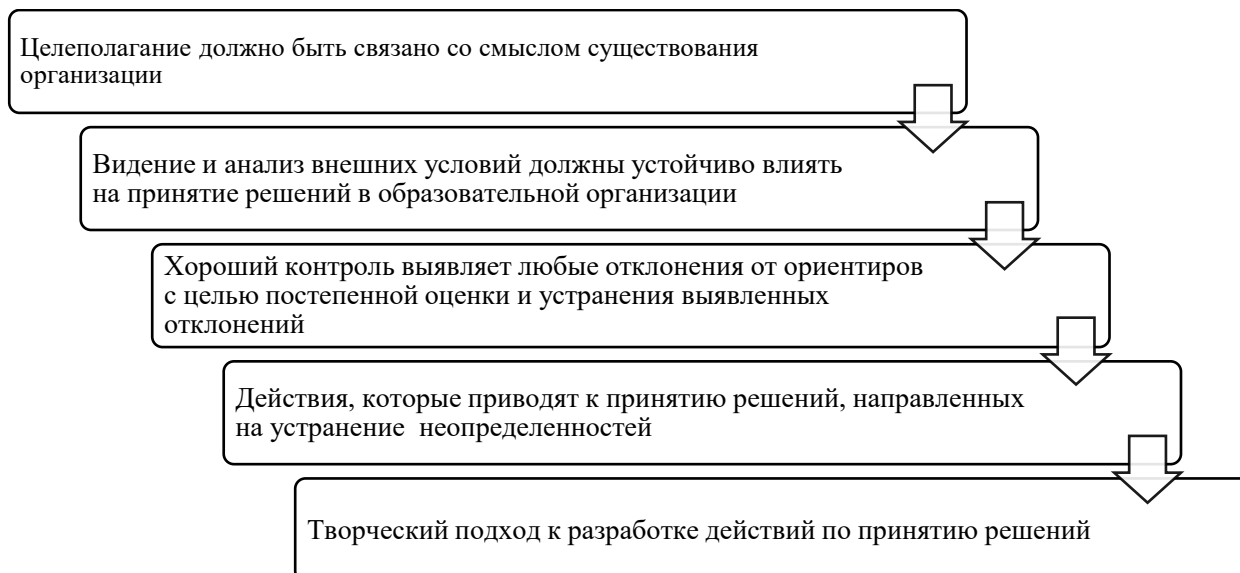 Целеполагание должно быть связано со смыслом существования
организации
Видение и анализ внешних условий должны устойчиво влиять
на принятие решений в образовательной организации
Хороший контроль выявляет любые отклонения от ориентиров
с целью постепенной оценки и устранения выявленных
отклонений
Действия, которые приводят к принятию решений, направленных
на устранение  неопределенностей
Творческий подход к разработке действий по принятию решений